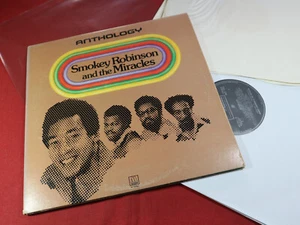 ANTHOLOGY
Smokey Robinson
and the Miracles